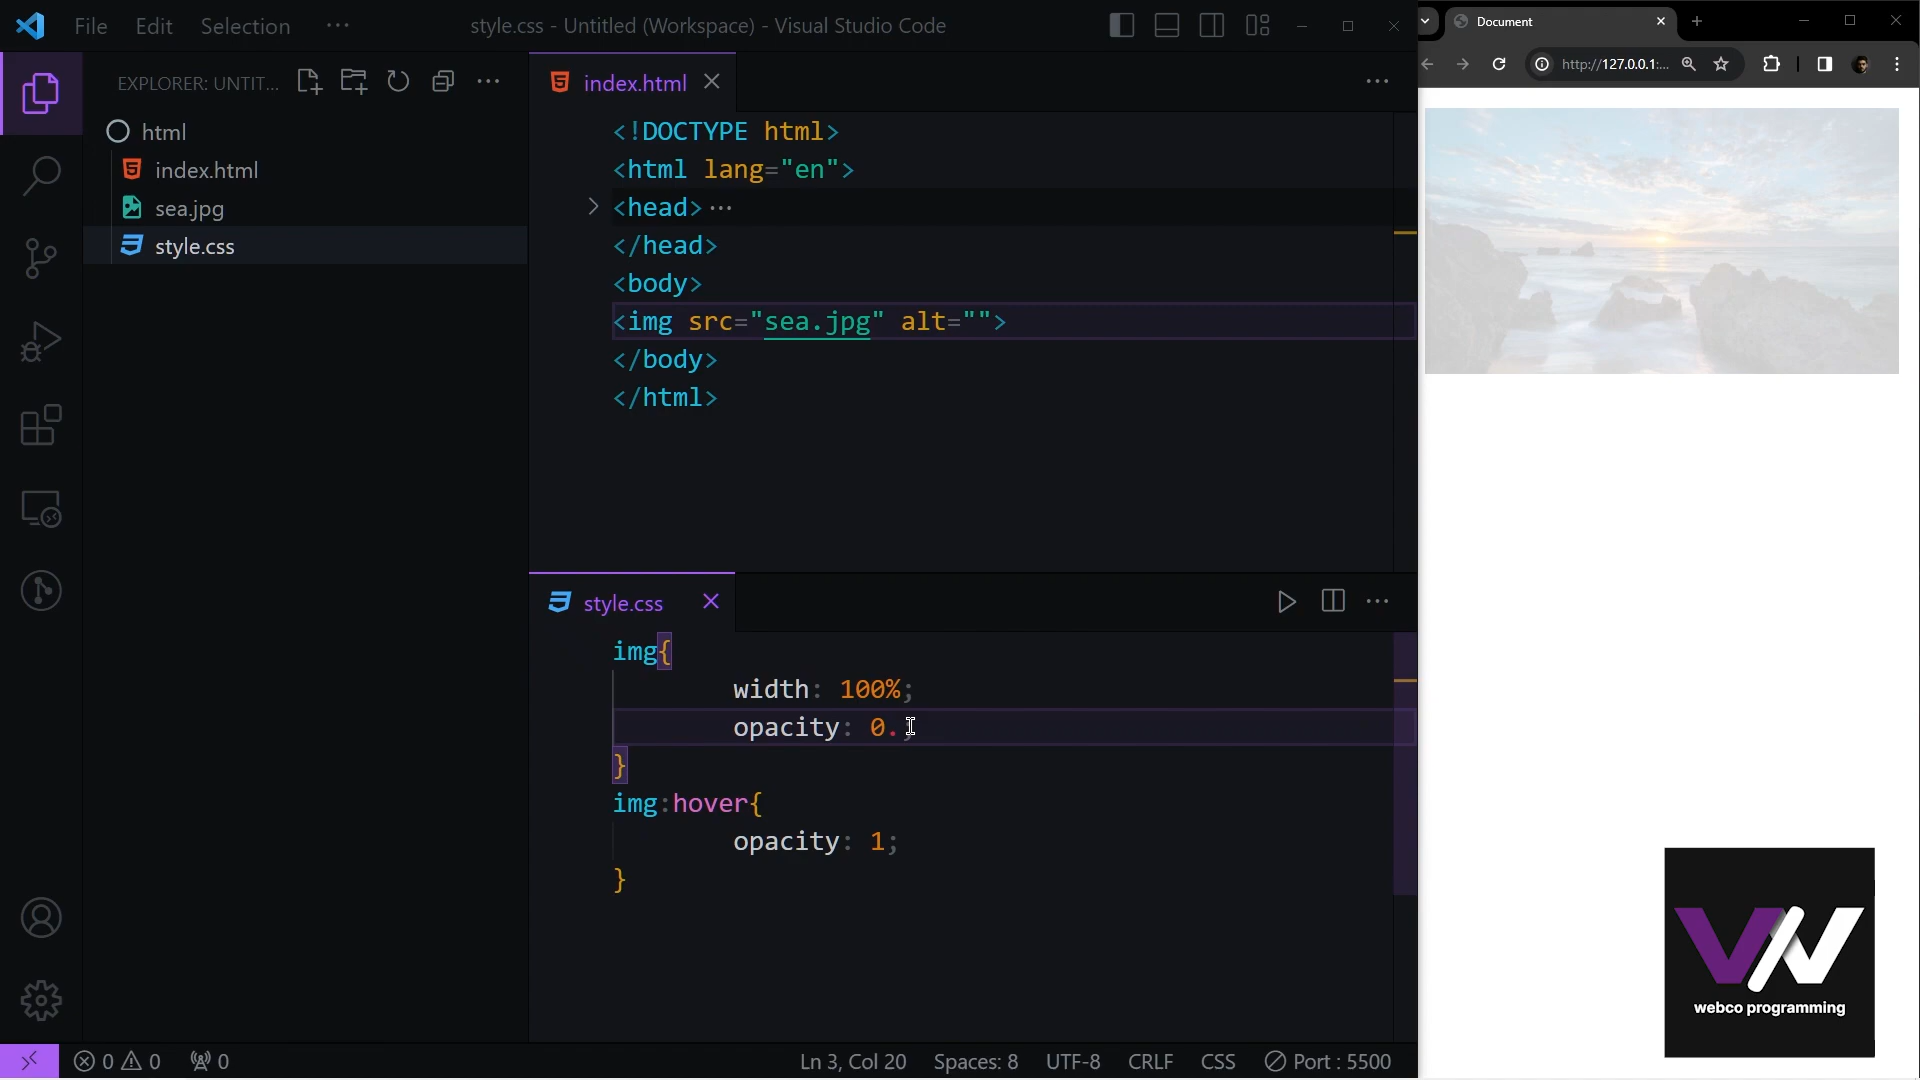 File Edit Selection ···
style.css - Untitled (Workspace) - Visual Studio Code
EXPLORER: UNTIT...
html
index.html
sea.jpg
style.css
index.html
<!DOCTYPE html>
<html lang="en">
<head>···
</head>
<body>
<img src="sea.jpg" alt="">
</body>
</html>
style.css
img{
width: 100%;
opacity: 0.;
}
img:hover{
opacity: 1;
}
0 0 0
Ln 3, Col 20 Spaces: 8 UTF-8 CRLF CSS Port : 5500
Document
http://127.0.0.1:...
webco programming